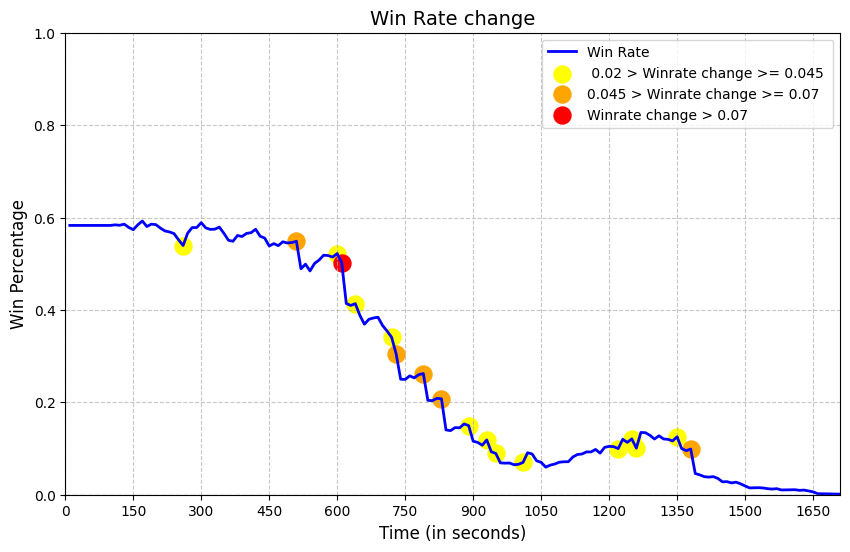 Win Rate change
Win Rate
0.02 > Winrate change >= 0.045
0.045 > Winrate change >= 0.07
Winrate change > 0.07
Win Percentage
1.0
0.8
0.6
0.4
0.2
0.0
0 150 300 450 600 750 900 1050 1200 1350 1500 1650
Time (in seconds)